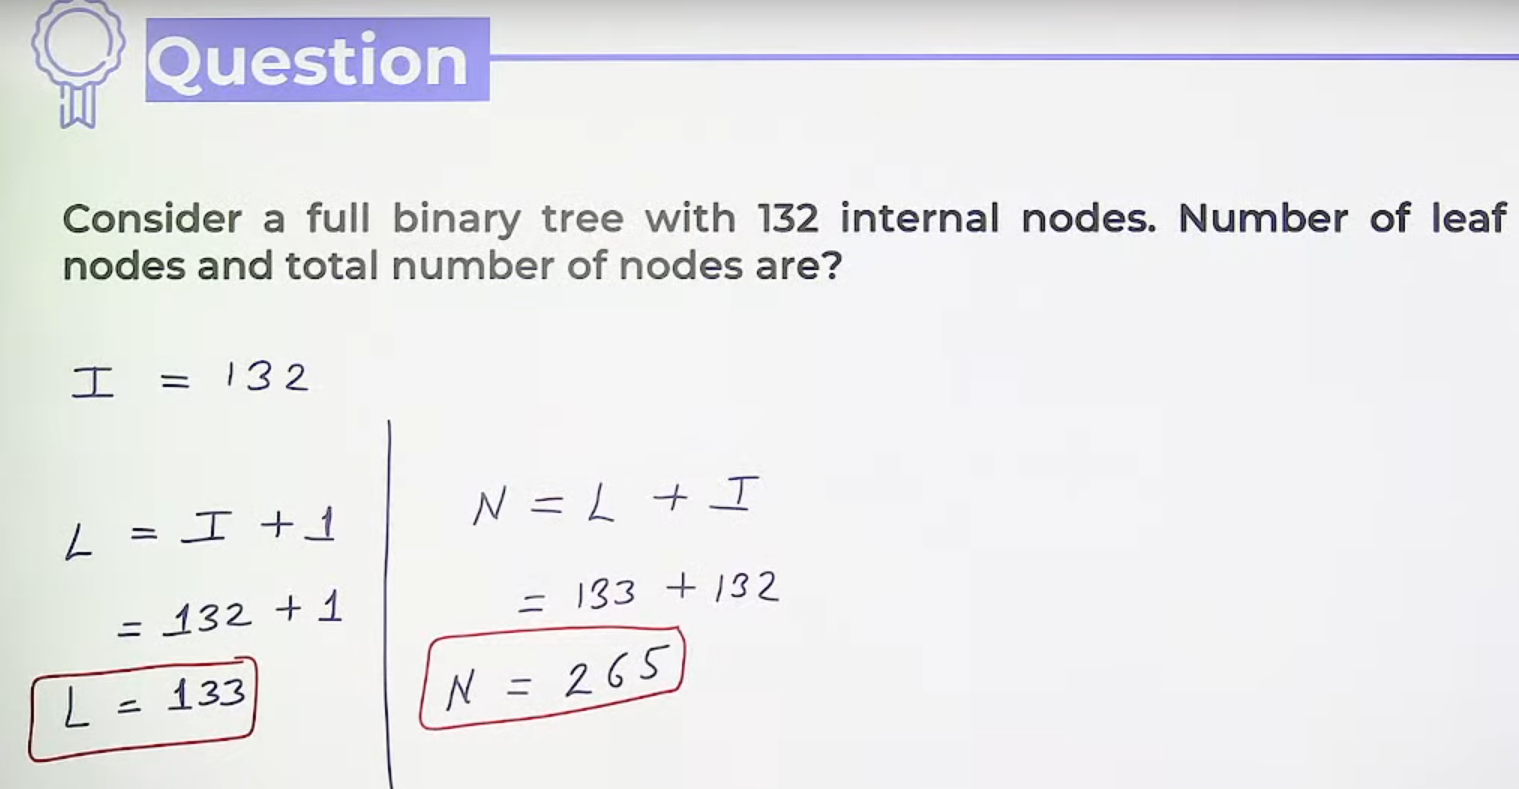 Question
Consider a full binary tree with 132 internal nodes. Number of leaf
nodes and total number of nodes are?
I = 132
L = I + 1
= 132 + 1
L = 133
N = L + I
= 133 + 132
N = 265